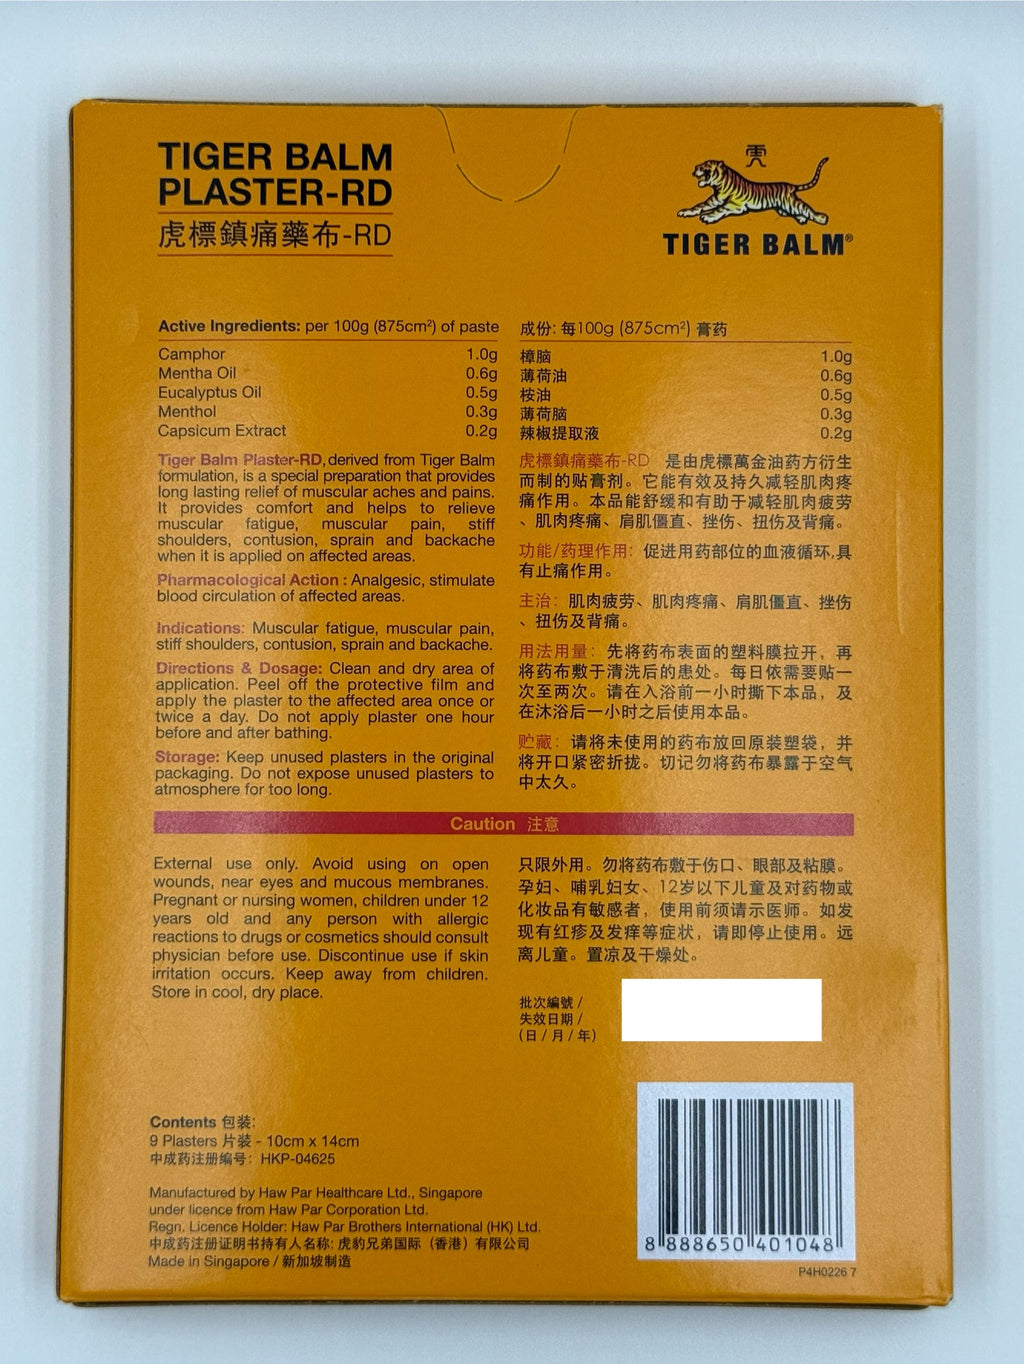 TIGER BALM
PLASTER-RD
虎標鎮痛藥布-RD
TIGER BALM®
Active Ingredients: per 100g (875cm²) of paste
Camphor 1.0g
Mentha Oil 0.6g
Eucalyptus Oil 0.5g
Menthol 0.3g
Capsicum Extract 0.2g
Tiger Balm Plaster-RD, derived from Tiger Balm
formulation, is a special preparation that provides
long lasting relief of muscular aches and pains.
It provides comfort and helps to relieve
muscular fatigue, muscular pain, stiff
shoulders, contusion, sprain and backache
when it is applied on affected areas.
Pharmacological Action : Analgesic, stimulate
blood circulation of affected areas.
Indications: Muscular fatigue, muscular pain,
stiff shoulders, contusion, sprain and backache.
Directions & Dosage: Clean and dry area of
application. Peel off the protective film and
apply the plaster to the affected area once or
twice a day. Do not apply plaster one hour
before and after bathing.
Storage: Keep unused plasters in the original
packaging. Do not expose unused plasters to
atmosphere for too long.
成份: 每100g (875cm²) 膏药
樟脑 1.0g
薄荷油 0.6g
桉油 0.5g
薄荷脑 0.3g
辣椒提取液 0.2g
虎標鎮痛藥布-RD 是由虎標萬金油药方衍生
而制的贴膏剂。它能有效及持久减轻肌肉疼
痛作用。本品能舒缓和有助于减轻肌肉疲劳
、肌肉疼痛、肩肌僵直、挫伤、扭伤及背痛。
功能/药理作用: 促进用药部位的血液循环,具
有止痛作用。
主治: 肌肉疲劳、肌肉疼痛、肩肌僵直、挫伤
、扭伤及背痛。
用法用量: 先将药布表面的塑料膜拉开，再
将药布敷于清洗后的患处。每日依需要贴一
次至两次。请在入浴前一小时撕下本品，及
在沐浴后一小时之后使用本品。
贮藏: 请将未使用的药布放回原装塑袋，并
将开口紧密折拢。切记勿将药布暴露于空气
中太久。
Caution 注意
External use only. Avoid using on open
wounds, near eyes and mucous membranes.
Pregnant or nursing women, children under 12
years old and any person with allergic
reactions to drugs or cosmetics should consult
physician before use. Discontinue use if skin
irritation occurs. Keep away from children.
Store in cool, dry place.
只限外用。勿将药布敷于伤口、眼部及粘膜。
孕妇、哺乳妇女、12岁以下儿童及对药物或
化妆品有敏感者，使用前须请示医师。如发
现有红疹及发痒等症状，请即停止使用。远
离儿童。置凉及干燥处。
批次編號 /
失效日期 /
(日 / 月 / 年)
Contents 包装:
9 Plasters 片装 - 10cm x 14cm
中成药注册编号: HKP-04625
Manufactured by Haw Par Healthcare Ltd., Singapore
under licence from Haw Par Corporation Ltd.
Regn. Licence Holder: Haw Par Brothers International (HK) Ltd.
中成药注册证明书持有人名称: 虎豹兄弟国际（香港）有限公司
Made in Singapore / 新加坡制造
8 888650 401048
P4H0226 7